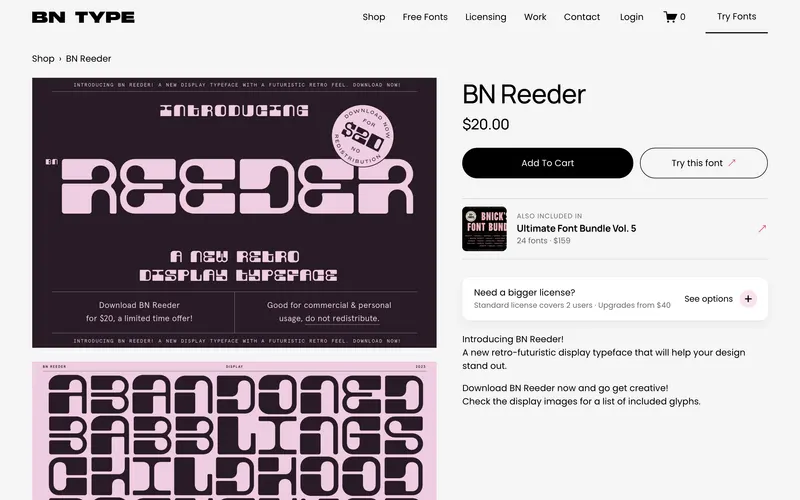 BN TYPE
Shop Free Fonts Licensing Work Contact Login 0 Try Fonts
Shop › BN Reeder
INTRODUCING BN REEDER! A NEW DISPLAY TYPEFACE WITH A FUTURISTIC RETRO FEEL. DOWNLOAD NOW!
INTRODUCING
DOWNLOAD NOW
FOR
$20
NO
REDISTRIBUTION
BN
REEDER
A NEW RETRO
DISPLAY TYPEFACE
Download BN Reeder
for $20, a limited time offer!
Good for commercial & personal
usage, do not redistribute.
INTRODUCING BN REEDER! A NEW DISPLAY TYPEFACE WITH A FUTURISTIC RETRO FEEL. DOWNLOAD NOW!
BN REEDER DISPLAY 2025
ABANDONED
BABBLINGS
CHILDHOOD
BN Reeder
$20.00
Add To Cart
Try this font ↗
BNICK'S
FONT BUND
ALSO INCLUDED IN
Ultimate Font Bundle Vol. 5
24 fonts · $159
Need a bigger license?
Standard license covers 2 users · Upgrades from $40
See options +
Introducing BN Reeder!
A new retro-futuristic display typeface that will help your design
stand out.
Download BN Reeder now and go get creative!
Check the display images for a list of included glyphs.